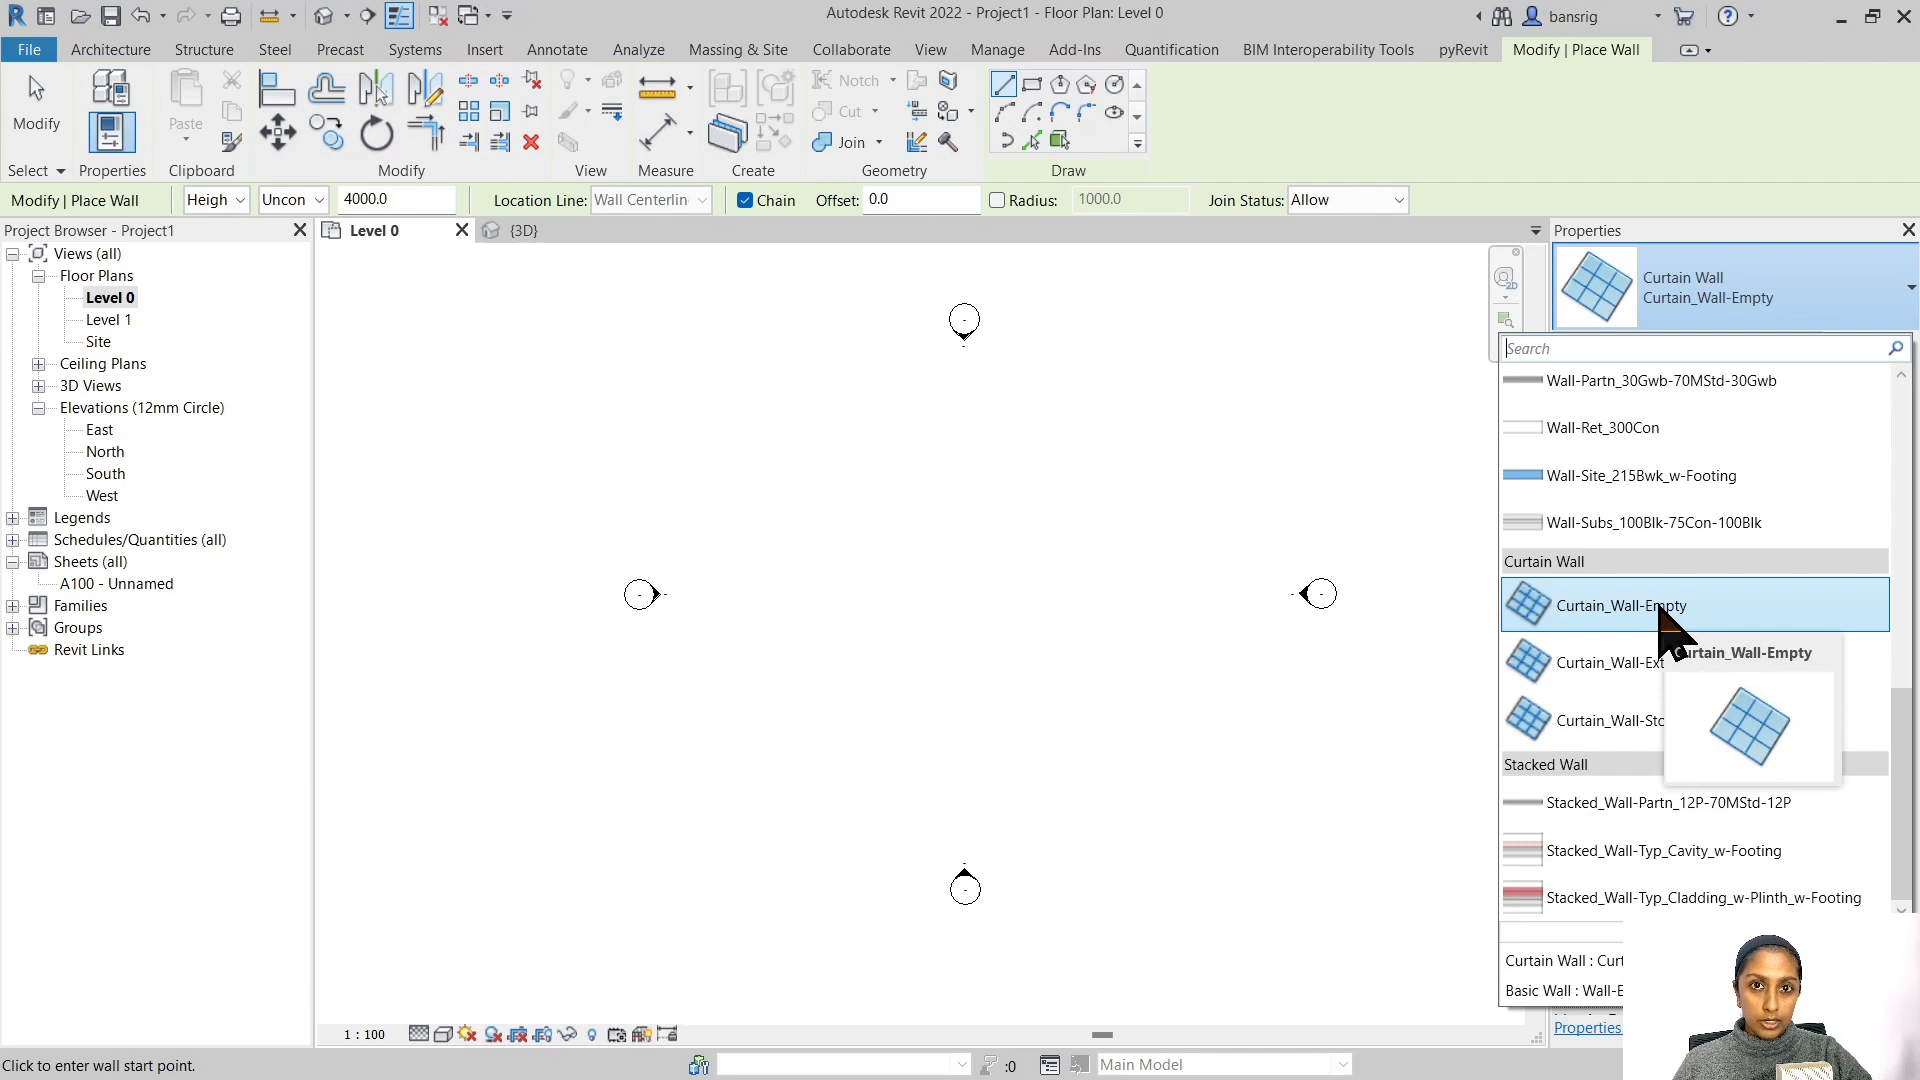 Autodesk Revit 2022 - Project1 - Floor Plan: Level 0
bansrig
File Architecture Structure Steel Precast Systems Insert Annotate Analyze Massing & Site Collaborate View Manage Add-Ins Quantification BIM Interoperability Tools pyRevit Modify | Place Wall
Modify
Paste
Notch
Cut
Join
Select Properties Clipboard Modify View Measure Create Geometry Draw
Modify | Place Wall Heigh Uncon 4000.0 Location Line: Wall Centerlin Chain Offset: 0.0 Radius: 1000.0 Join Status: Allow
Project Browser - Project1
Level 0
{3D}
Properties
Views (all)
Floor Plans
Level 0
Level 1
Site
Ceiling Plans
3D Views
Elevations (12mm Circle)
East
North
South
West
Legends
Schedules/Quantities (all)
Sheets (all)
A100 - Unnamed
Families
Groups
Revit Links
2D
Curtain Wall
Curtain_Wall-Empty
Search
Wall-Partn_30Gwb-70MStd-30Gwb
Wall-Ret_300Con
Wall-Site_215Bwk_w-Footing
Wall-Subs_100Blk-75Con-100Blk
Curtain Wall
Curtain_Wall-Empty
Curtain_Wall-Ext
Curtain_Wall-Sto
Curtain_Wall-Empty
Stacked Wall
Stacked_Wall-Partn_12P-70MStd-12P
Stacked_Wall-Typ_Cavity_w-Footing
Stacked_Wall-Typ_Cladding_w-Plinth_w-Footing
Curtain Wall : Curt
Basic Wall : Wall-E
Properties
1 : 100
Click to enter wall start point.
:0
Main Model